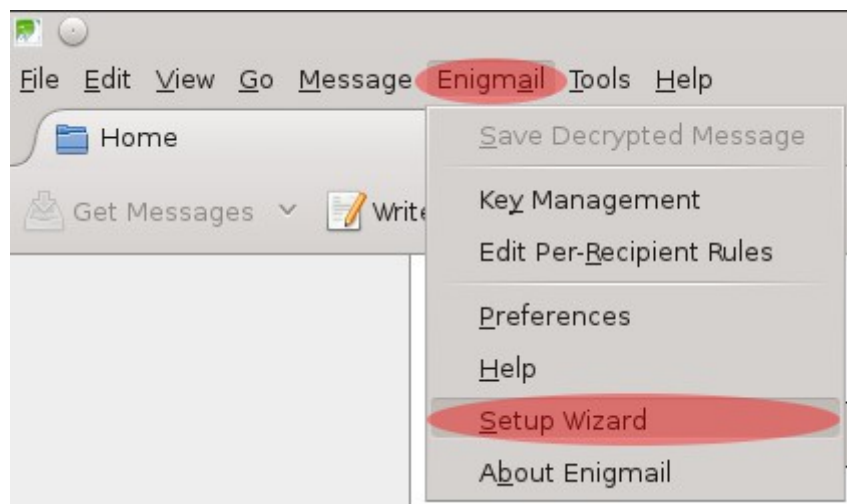 File Edit View Go Message Enigmail Tools Help
Home
Get Messages Write
Save Decrypted Message
Key Management
Edit Per-Recipient Rules
Preferences
Help
Setup Wizard
About Enigmail